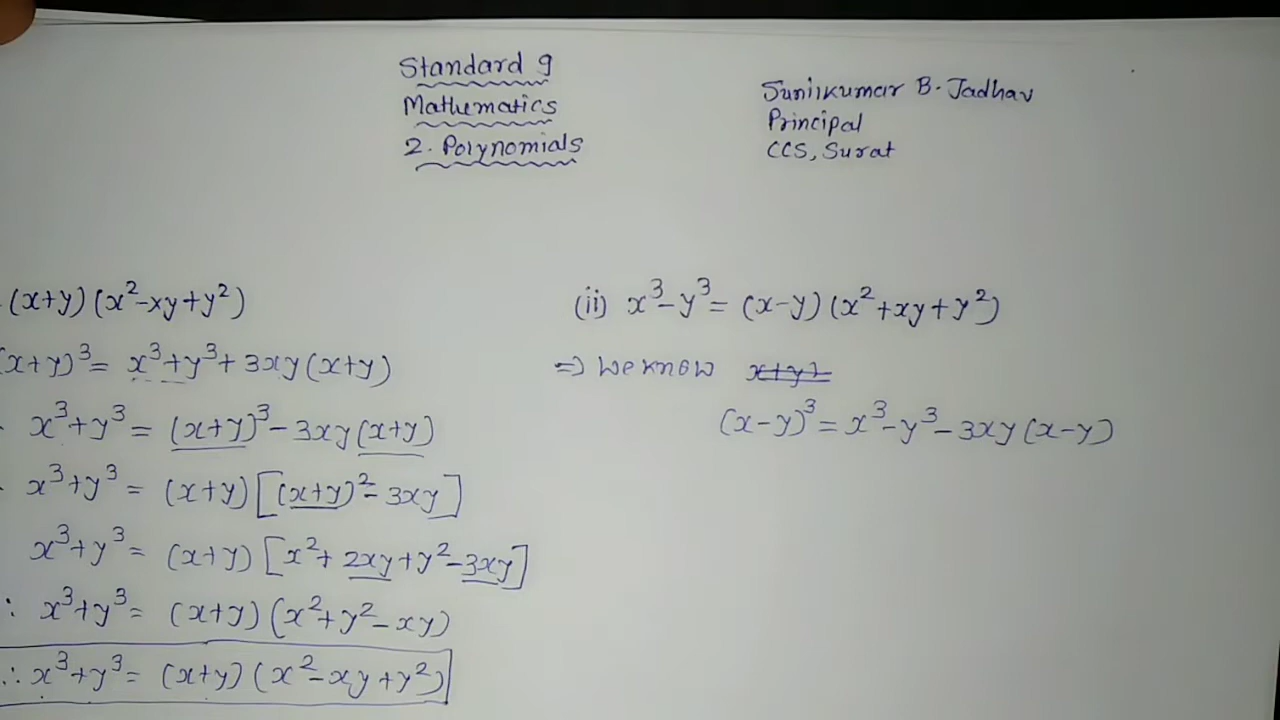 Standard 9
Mathematics
2. Polynomials
Sunilkumar B. Jadhav
Principal
CCS, Surat
(x+y)(x²-xy+y²)
(x+y)³= x³+y³+3xy(x+y)
x³+y³= (x+y)³-3xy(x+y)
x³+y³= (x+y)[(x+y)²-3xy]
x³+y³= (x+y)[x²+2xy+y²-3xy]
∴ x³+y³= (x+y)(x²+y²-xy)
∴ x³+y³= (x+y)(x²-xy+y²)
(ii) x³-y³= (x-y)(x²+xy+y²)
=> we know
(x-y)³= x³-y³-3xy(x-y)